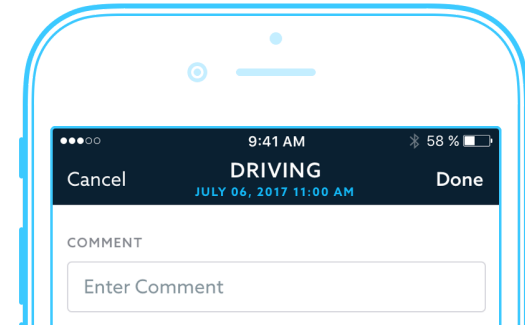 9:41 AM 58 %
Cancel DRIVING Done
JULY 06, 2017 11:00 AM
COMMENT
Enter Comment